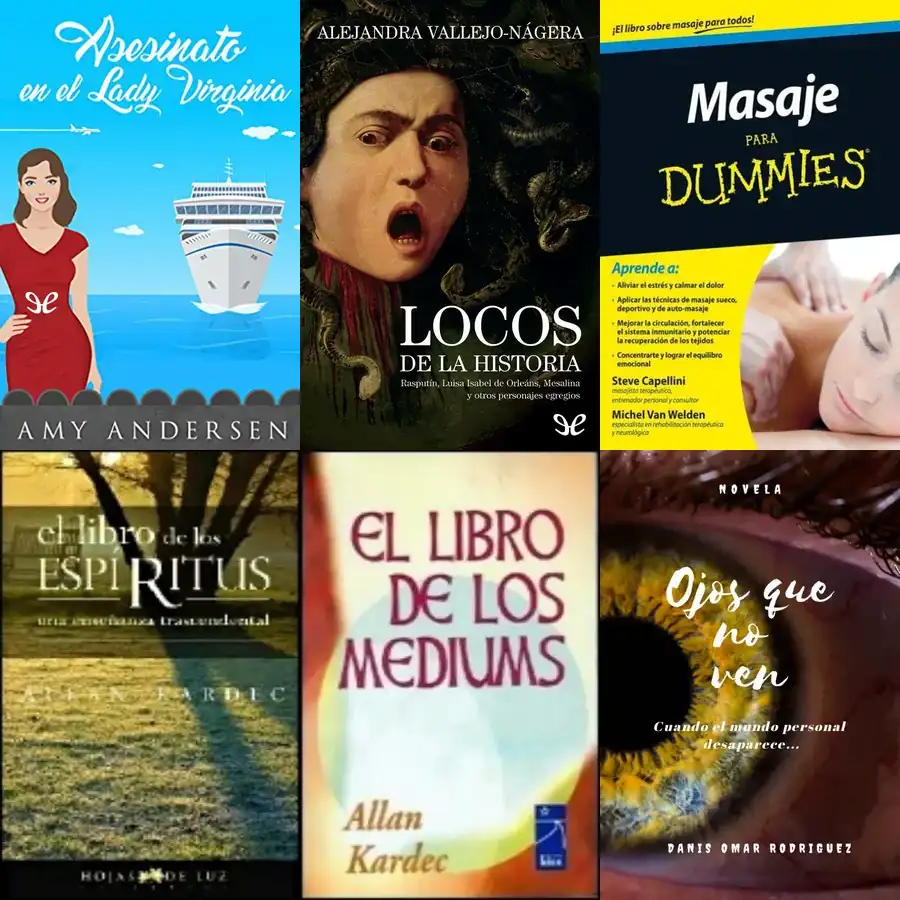 Asesinato
en el Lady Virginia
AMY ANDERSEN
ALEJANDRA VALLEJO-NÁGERA
LOCOS
DE LA HISTORIA
Rasputín, Luisa Isabel de Orleáns, Mesalina
y otros personajes egregios
¡El libro sobre masaje para todos!
Masaje
PARA
DUMMIES®
Aprende a:
• Aliviar el estrés y calmar el dolor
• Aplicar las técnicas de masaje sueco,
deportivo y de auto-masaje
• Mejorar la circulación, fortalecer
el sistema inmunitario y potenciar
la recuperación de los tejidos
• Concentrarte y lograr el equilibrio
emocional
Steve Capellini
masajista terapéutico,
entrenador personal y consultor
Michel Van Welden
especialista en rehabilitación terapéutica
y neurológica
el libro de los
ESPÍRITUS
una enseñanza trascendental
ALLAN KARDEC
HOJAS DE LUZ
EL LIBRO
DE LOS
MEDIUMS
Allan
Kardec
NOVELA
Ojos que
no
ven
Cuando el mundo personal
desaparece...
DANIS OMAR RODRIGUEZ